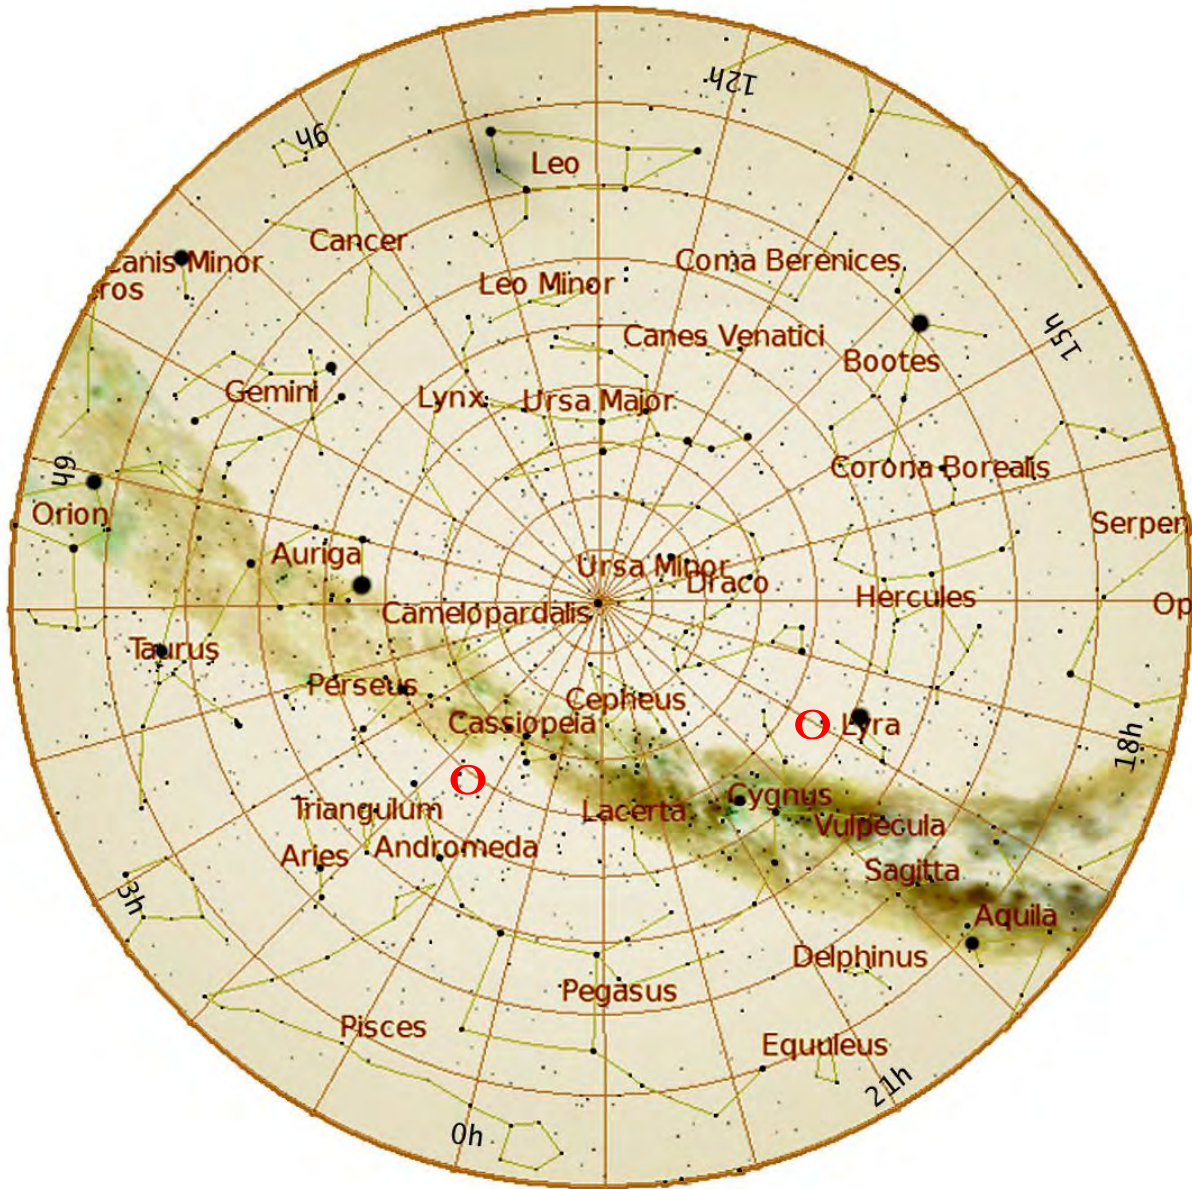 12h
9h
Leo
Cancer
Canis Minor
ros
Coma Berenices
Leo Minor
Canes Venatici
15h
Bootes
Gemini
Lynx
Ursa Major
6h
Corona Borealis
Orion
Serpen
Auriga
Ursa Minor
Draco
Hercules
Camelopardalis
Op
Taurus
Perseus
Cepheus
Cassiopeia
O
Lyra
18h
O
Triangulum
Lacerta
Cygnus
Vulpecula
Aries
Andromeda
Sagitta
3h
Aquila
Delphinus
Pegasus
Pisces
Equuleus
21h
0h